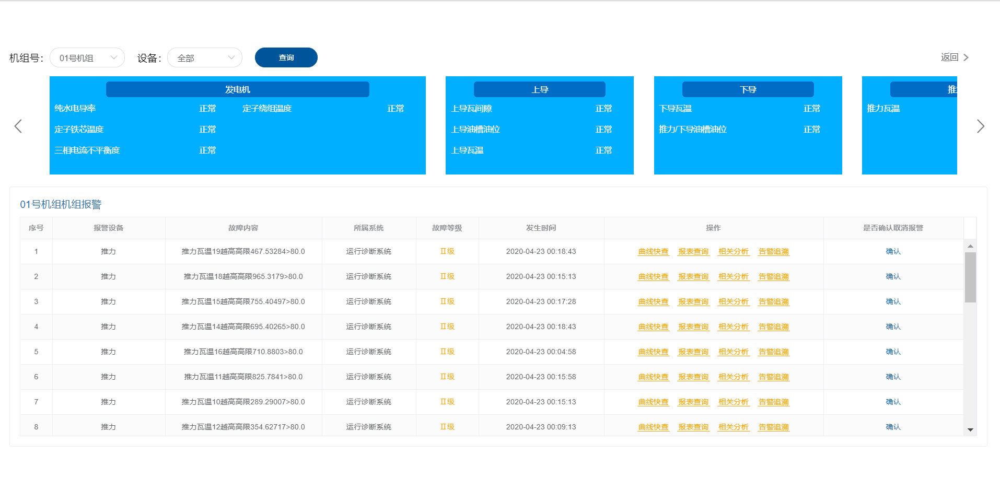 机组号： 01号机组 设备： 全部 查询 返回
发电机 上导 下导 推
纯水电导率 正常 定子绕组温度 正常 上导瓦间隙 正常 下导瓦温 正常 推力瓦温
定子铁芯温度 正常 上导油槽油位 正常 推力/下导油槽油位 正常
三相电流不平衡度 正常 上导瓦温 正常
01号机组机组报警
序号 报警设备 故障内容 所属系统 故障等级 发生时间 操作 是否确认取消报警
1 推力 推力瓦温19越高高限467.53284>80.0 运行诊断系统 II级 2020-04-23 00:18:43 曲线快查 报表查询 相关分析 告警追溯 确认
2 推力 推力瓦温18越高高限965.3179>80.0 运行诊断系统 II级 2020-04-23 00:15:13 曲线快查 报表查询 相关分析 告警追溯 确认
3 推力 推力瓦温15越高高限755.40497>80.0 运行诊断系统 II级 2020-04-23 00:17:28 曲线快查 报表查询 相关分析 告警追溯 确认
4 推力 推力瓦温14越高高限695.40265>80.0 运行诊断系统 II级 2020-04-23 00:18:43 曲线快查 报表查询 相关分析 告警追溯 确认
5 推力 推力瓦温16越高高限710.8803>80.0 运行诊断系统 II级 2020-04-23 00:04:58 曲线快查 报表查询 相关分析 告警追溯 确认
6 推力 推力瓦温11越高高限825.7841>80.0 运行诊断系统 II级 2020-04-23 00:15:58 曲线快查 报表查询 相关分析 告警追溯 确认
7 推力 推力瓦温10越高高限289.29007>80.0 运行诊断系统 II级 2020-04-23 00:15:13 曲线快查 报表查询 相关分析 告警追溯 确认
8 推力 推力瓦温12越高高限354.62717>80.0 运行诊断系统 II级 2020-04-23 00:09:13 曲线快查 报表查询 相关分析 告警追溯 确认